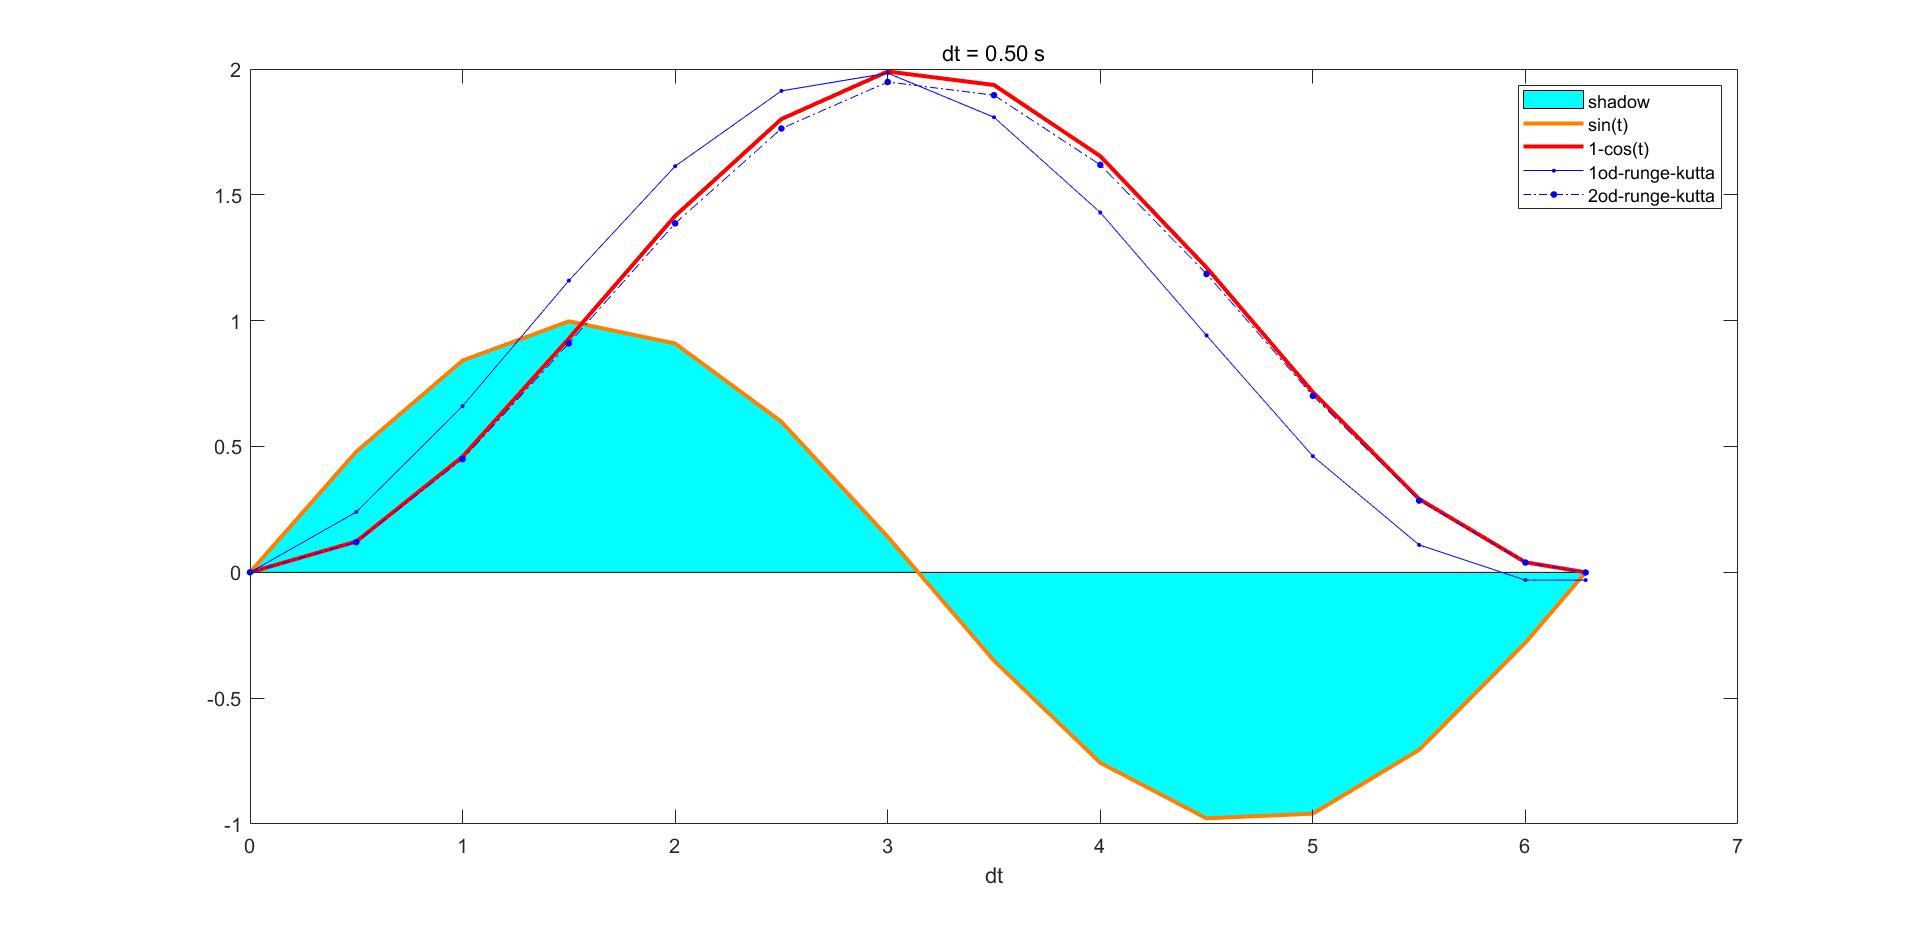 dt = 0.50 s
2
1.5
1
0.5
0
-0.5
-1
shadow
sin(t)
1-cos(t)
1od-runge-kutta
2od-runge-kutta
0 1 2 3 4 5 6 7
dt